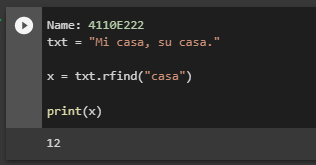 Name: 4110E222
txt = "Mi casa, su casa."
x = txt.rfind("casa")
print(x)
12